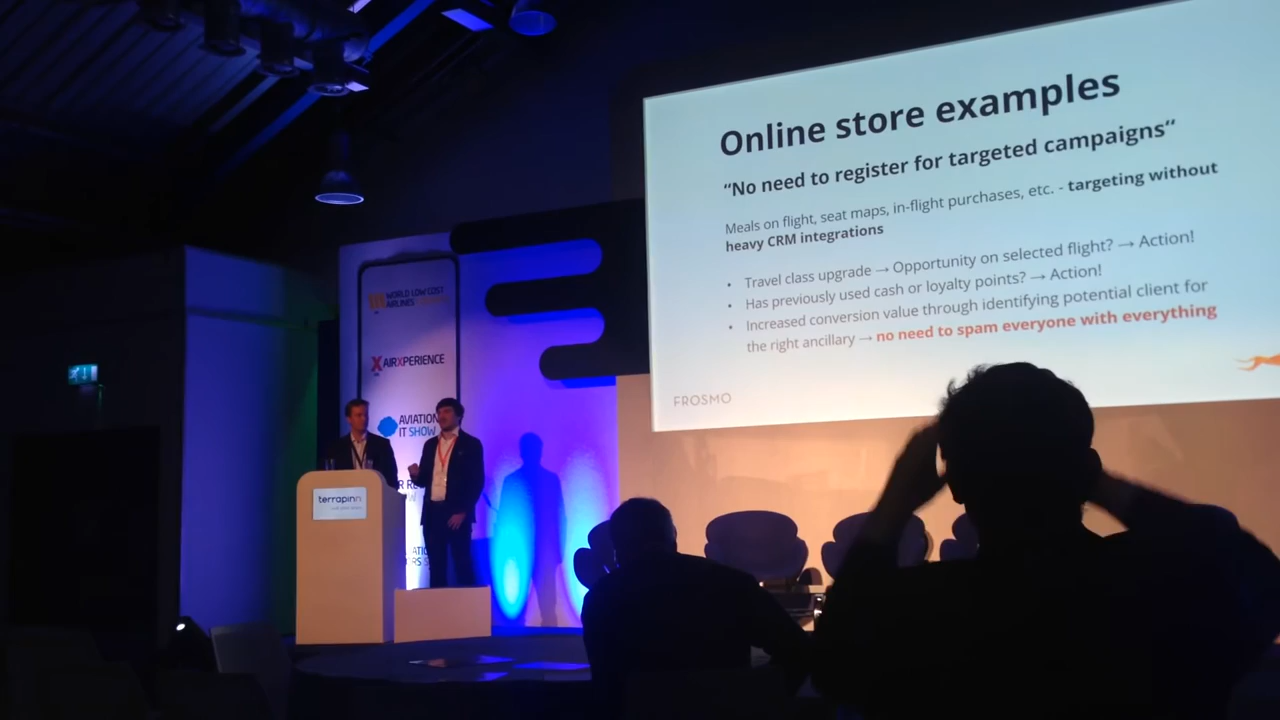 Online store examples
“No need to register for targeted campaigns“
Meals on flight, seat maps, in-flight purchases, etc. - targeting without
heavy CRM integrations
• Travel class upgrade → Opportunity on selected flight? → Action!
• Has previously used cash or loyalty points? → Action!
• Increased conversion value through identifying potential client for
the right ancillary → no need to spam everyone with everything
FROSMO
WORLD LOW COST
AIRLINES
AIRXPERIENCE
AVIATION
IT SHOW
terrapinn